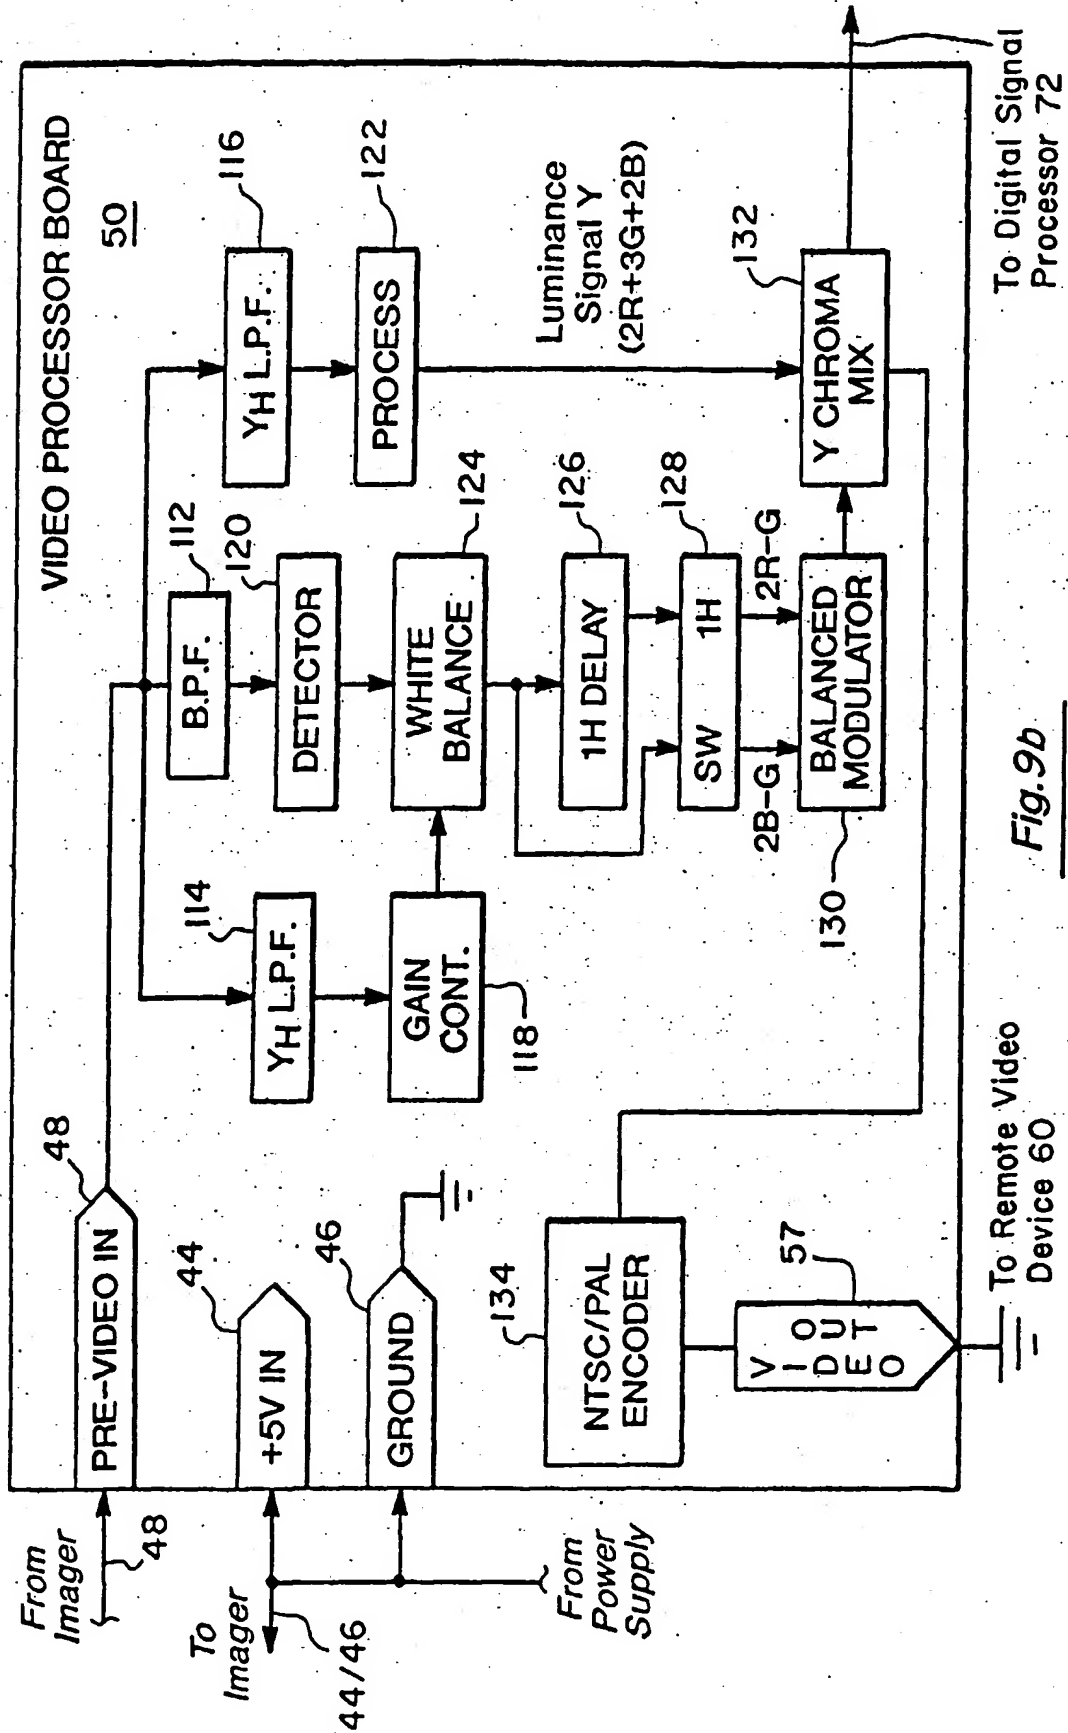 VIDEO PROCESSOR BOARD
50
From
Imager
48
PRE-VIDEO IN
48
To
Imager
44/46
+5V IN
44
GROUND
46
From
Power
Supply
B.P.F.
112
YH L.P.F.
114
YH L.P.F.
116
GAIN
CONT.
118
DETECTOR
120
PROCESS
122
WHITE
BALANCE
124
1H DELAY
126
SW 1H
128
2B-G
2R-G
BALANCED
MODULATOR
130
Luminance
Signal Y
(2R+3G+2B)
Y CHROMA
MIX
132
To Digital Signal
Processor 72
NTSC/PAL
ENCODER
134
VIDEO
OUT
57
To Remote Video
Device 60
Fig.9b